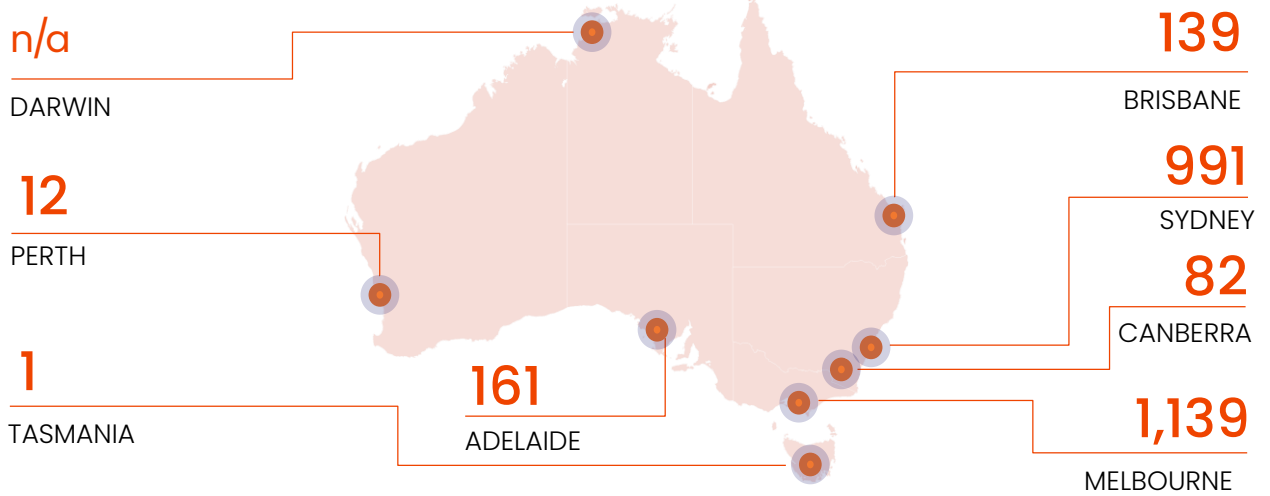 n/a
DARWIN
12
PERTH
1
TASMANIA
161
ADELAIDE
139
BRISBANE
991
SYDNEY
82
CANBERRA
1,139
MELBOURNE